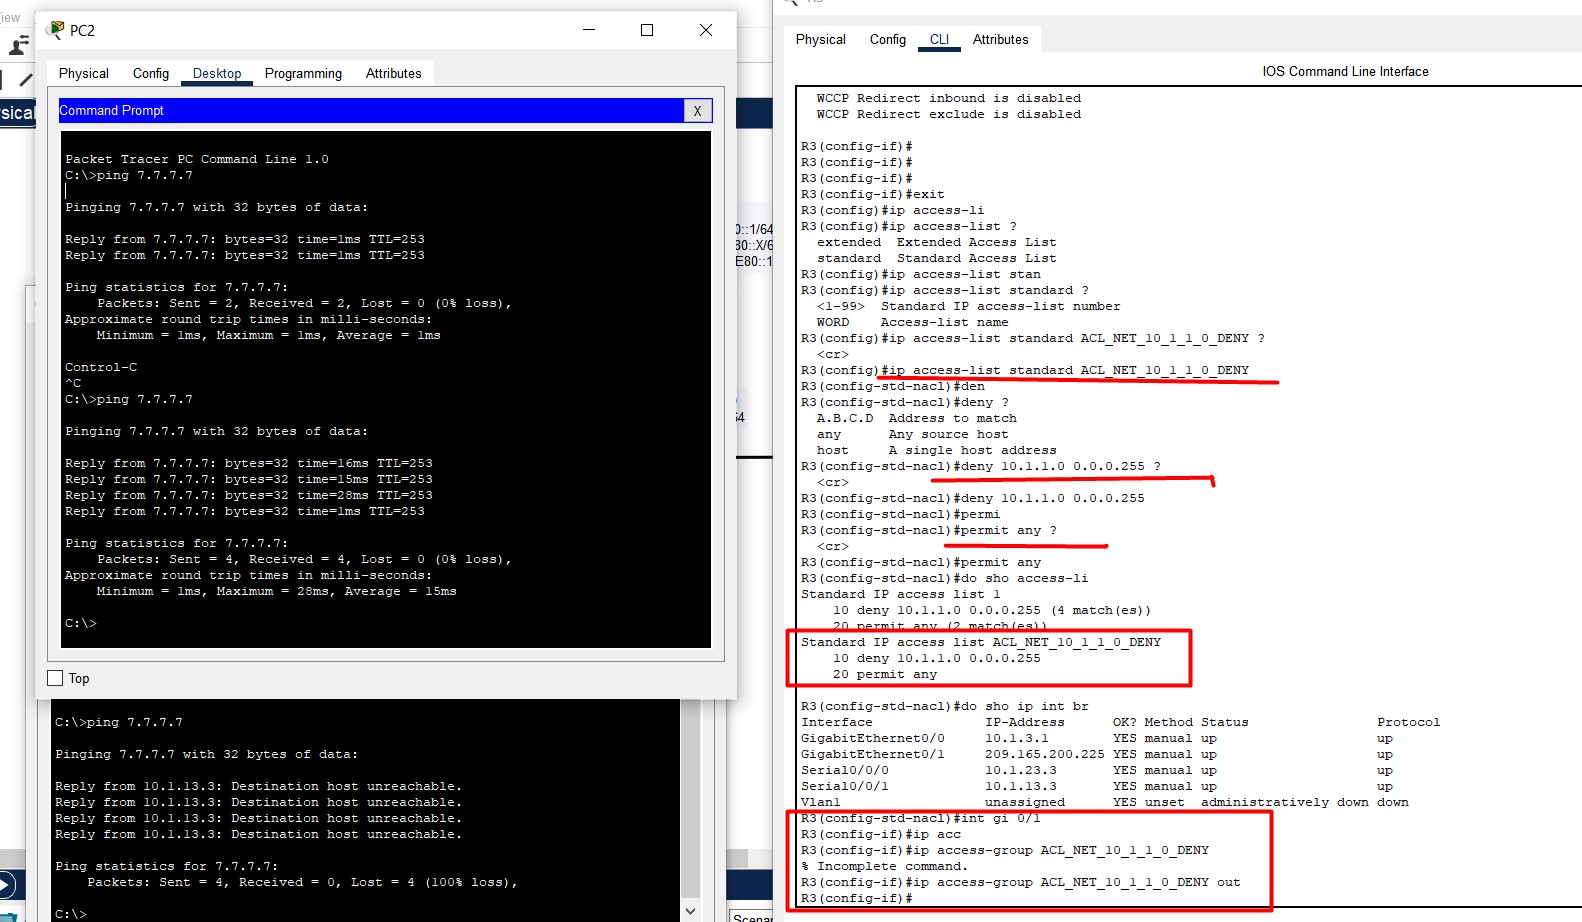 iew
PC2
Physical Config Desktop Programming Attributes
Command Prompt
X
Packet Tracer PC Command Line 1.0
C:\>ping 7.7.7.7
Pinging 7.7.7.7 with 32 bytes of data:
Reply from 7.7.7.7: bytes=32 time=1ms TTL=253
Reply from 7.7.7.7: bytes=32 time=1ms TTL=253
Ping statistics for 7.7.7.7:
Packets: Sent = 2, Received = 2, Lost = 0 (0% loss),
Approximate round trip times in milli-seconds:
Minimum = 1ms, Maximum = 1ms, Average = 1ms
Control-C
^C
C:\>ping 7.7.7.7
Pinging 7.7.7.7 with 32 bytes of data:
Reply from 7.7.7.7: bytes=32 time=16ms TTL=253
Reply from 7.7.7.7: bytes=32 time=15ms TTL=253
Reply from 7.7.7.7: bytes=32 time=28ms TTL=253
Reply from 7.7.7.7: bytes=32 time=1ms TTL=253
Ping statistics for 7.7.7.7:
Packets: Sent = 4, Received = 4, Lost = 0 (0% loss),
Approximate round trip times in milli-seconds:
Minimum = 1ms, Maximum = 28ms, Average = 15ms
C:\>
Top
C:\>ping 7.7.7.7
Pinging 7.7.7.7 with 32 bytes of data:
Reply from 10.1.13.3: Destination host unreachable.
Reply from 10.1.13.3: Destination host unreachable.
Reply from 10.1.13.3: Destination host unreachable.
Reply from 10.1.13.3: Destination host unreachable.
Ping statistics for 7.7.7.7:
Packets: Sent = 4, Received = 0, Lost = 4 (100% loss),
C:\>
sical
0::1/64
80::X/6
E80::1
64
Scenar
Physical Config CLI Attributes
IOS Command Line Interface
WCCP Redirect inbound is disabled
WCCP Redirect exclude is disabled
R3(config-if)#
R3(config-if)#
R3(config-if)#
R3(config-if)#exit
R3(config)#ip access-li
R3(config)#ip access-list ?
extended Extended Access List
standard Standard Access List
R3(config)#ip access-list stan
R3(config)#ip access-list standard ?
<1-99> Standard IP access-list number
WORD Access-list name
R3(config)#ip access-list standard ACL_NET_10_1_1_0_DENY ?
<cr>
R3(config)#ip access-list standard ACL_NET_10_1_1_0_DENY
R3(config-std-nacl)#den
R3(config-std-nacl)#deny ?
A.B.C.D Address to match
any Any source host
host A single host address
R3(config-std-nacl)#deny 10.1.1.0 0.0.0.255 ?
<cr>
R3(config-std-nacl)#deny 10.1.1.0 0.0.0.255
R3(config-std-nacl)#permi
R3(config-std-nacl)#permit any ?
<cr>
R3(config-std-nacl)#permit any
R3(config-std-nacl)#do sho access-li
Standard IP access list 1
10 deny 10.1.1.0 0.0.0.255 (4 match(es))
20 permit any (2 match(es))
Standard IP access list ACL_NET_10_1_1_0_DENY
10 deny 10.1.1.0 0.0.0.255
20 permit any
R3(config-std-nacl)#do sho ip int br
Interface IP-Address OK? Method Status Protocol
GigabitEthernet0/0 10.1.3.1 YES manual up up
GigabitEthernet0/1 209.165.200.225 YES manual up up
Serial0/0/0 10.1.23.3 YES manual up up
Serial0/0/1 10.1.13.3 YES manual up up
Vlan1 unassigned YES unset administratively down down
R3(config-std-nacl)#int gi 0/1
R3(config-if)#ip acc
R3(config-if)#ip access-group ACL_NET_10_1_1_0_DENY
% Incomplete command.
R3(config-if)#ip access-group ACL_NET_10_1_1_0_DENY out
R3(config-if)#